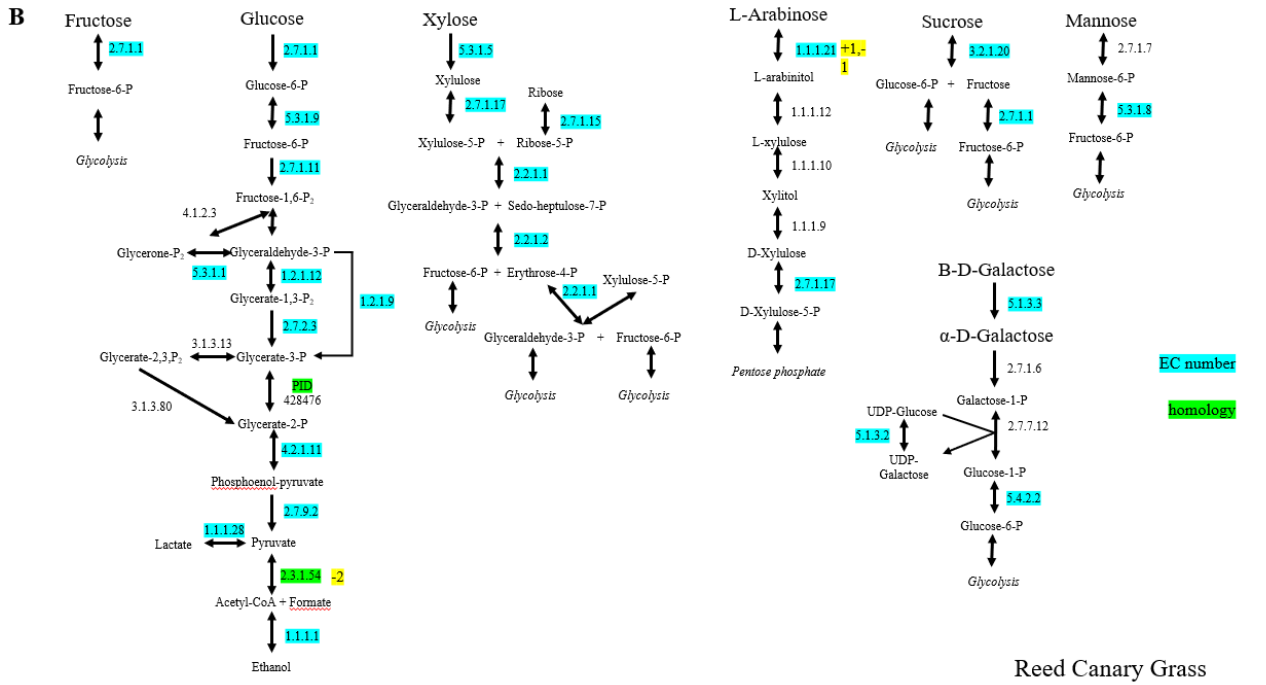 B
Fructose
2.7.1.1
Fructose-6-P
Glycolysis
Glucose
2.7.1.1
Glucose-6-P
5.3.1.9
Fructose-6-P
2.7.1.11
Fructose-1,6-P2
4.1.2.3
Glycerone-P2
Glyceraldehyde-3-P
5.3.1.1
1.2.1.12
Glycerate-1,3-P2
1.2.1.9
2.7.2.3
3.1.3.13
Glycerate-2,3,P2
Glycerate-3-P
PID
428476
3.1.3.80
Glycerate-2-P
4.2.1.11
Phosphoenol-pyruvate
2.7.9.2
1.1.1.28
Lactate
Pyruvate
2.3.1.54
-2
Acetyl-CoA + Formate
1.1.1.1
Ethanol
Xylose
5.3.1.5
Xylulose
Ribose
2.7.1.17
2.7.1.15
Xylulose-5-P + Ribose-5-P
2.2.1.1
Glyceraldehyde-3-P + Sedo-heptulose-7-P
2.2.1.2
Fructose-6-P + Erythrose-4-P
Xylulose-5-P
2.2.1.1
Glycolysis
Glyceraldehyde-3-P + Fructose-6-P
Glycolysis
Glycolysis
L-Arabinose
1.1.1.21
+1,-
1
L-arabinitol
1.1.1.12
L-xylulose
1.1.1.10
Xylitol
1.1.1.9
D-Xylulose
2.7.1.17
D-Xylulose-5-P
Pentose phosphate
Sucrose
3.2.1.20
Glucose-6-P + Fructose
2.7.1.1
Glycolysis
Fructose-6-P
Glycolysis
Mannose
2.7.1.7
Mannose-6-P
5.3.1.8
Fructose-6-P
Glycolysis
B-D-Galactose
5.1.3.3
α-D-Galactose
2.7.1.6
Galactose-1-P
UDP-Glucose
2.7.7.12
5.1.3.2
UDP-
Galactose
Glucose-1-P
5.4.2.2
Glucose-6-P
Glycolysis
EC number
homology
Reed Canary Grass